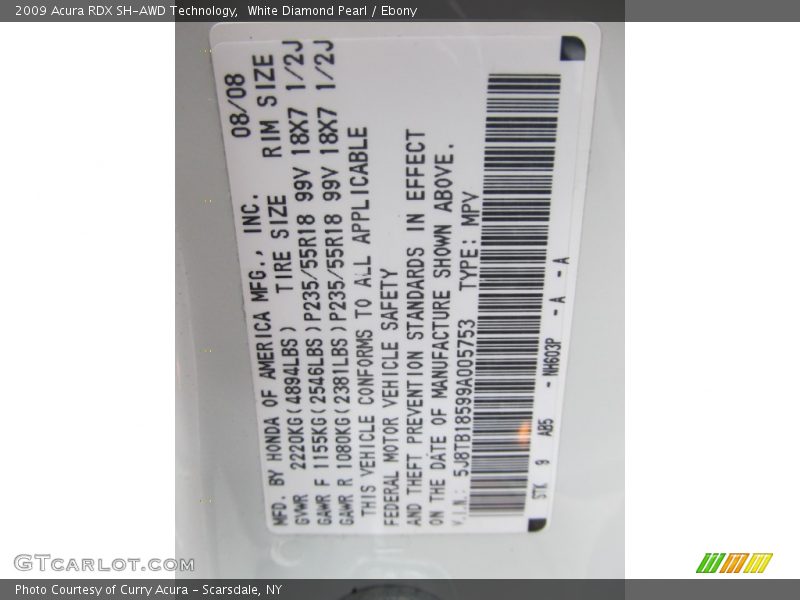 2009 Acura RDX SH-AWD Technology, White Diamond Pearl / Ebony
MFD. BY HONDA OF AMERICA MFG., INC. 08/08
GVWR 2220KG(4894LBS) TIRE SIZE RIM SIZE
GAWR F 1155KG(2546LBS)P235/55R18 99V 18X7 1/2J
GAWR R 1080KG(2381LBS)P235/55R18 99V 18X7 1/2J
THIS VEHICLE CONFORMS TO ALL APPLICABLE
FEDERAL MOTOR VEHICLE SAFETY
AND THEFT PREVENTION STANDARDS IN EFFECT
ON THE DATE OF MANUFACTURE SHOWN ABOVE.
V.I.N.: 5J8TB18599A005753 TYPE: MPV
STK 9 AB5 -NH603P -A -A
GTcarlot.com
Photo Courtesy of Curry Acura - Scarsdale, NY